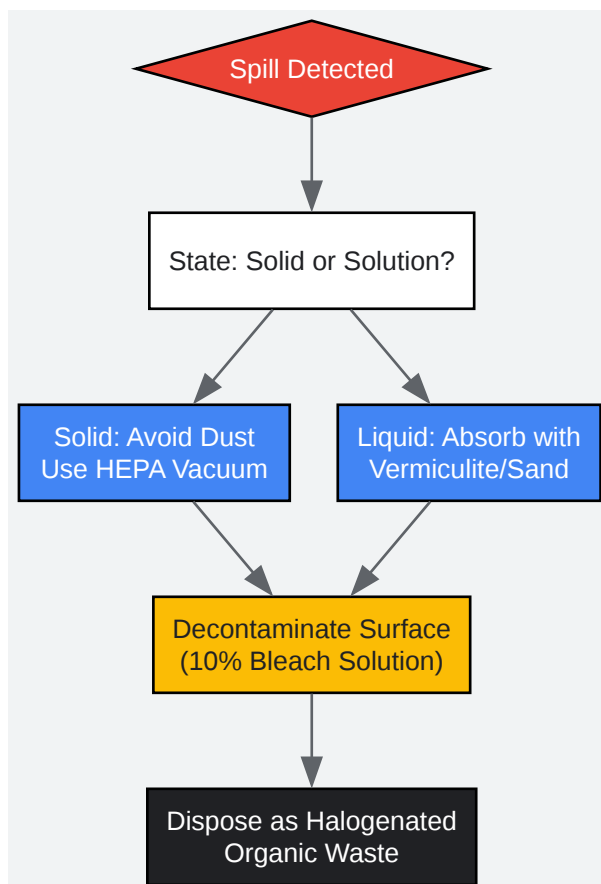 Spill Detected
State: Solid or Solution?
Solid: Avoid Dust
Use HEPA Vacuum
Liquid: Absorb with
Vermiculite/Sand
Decontaminate Surface
(10% Bleach Solution)
Dispose as Halogenated
Organic Waste